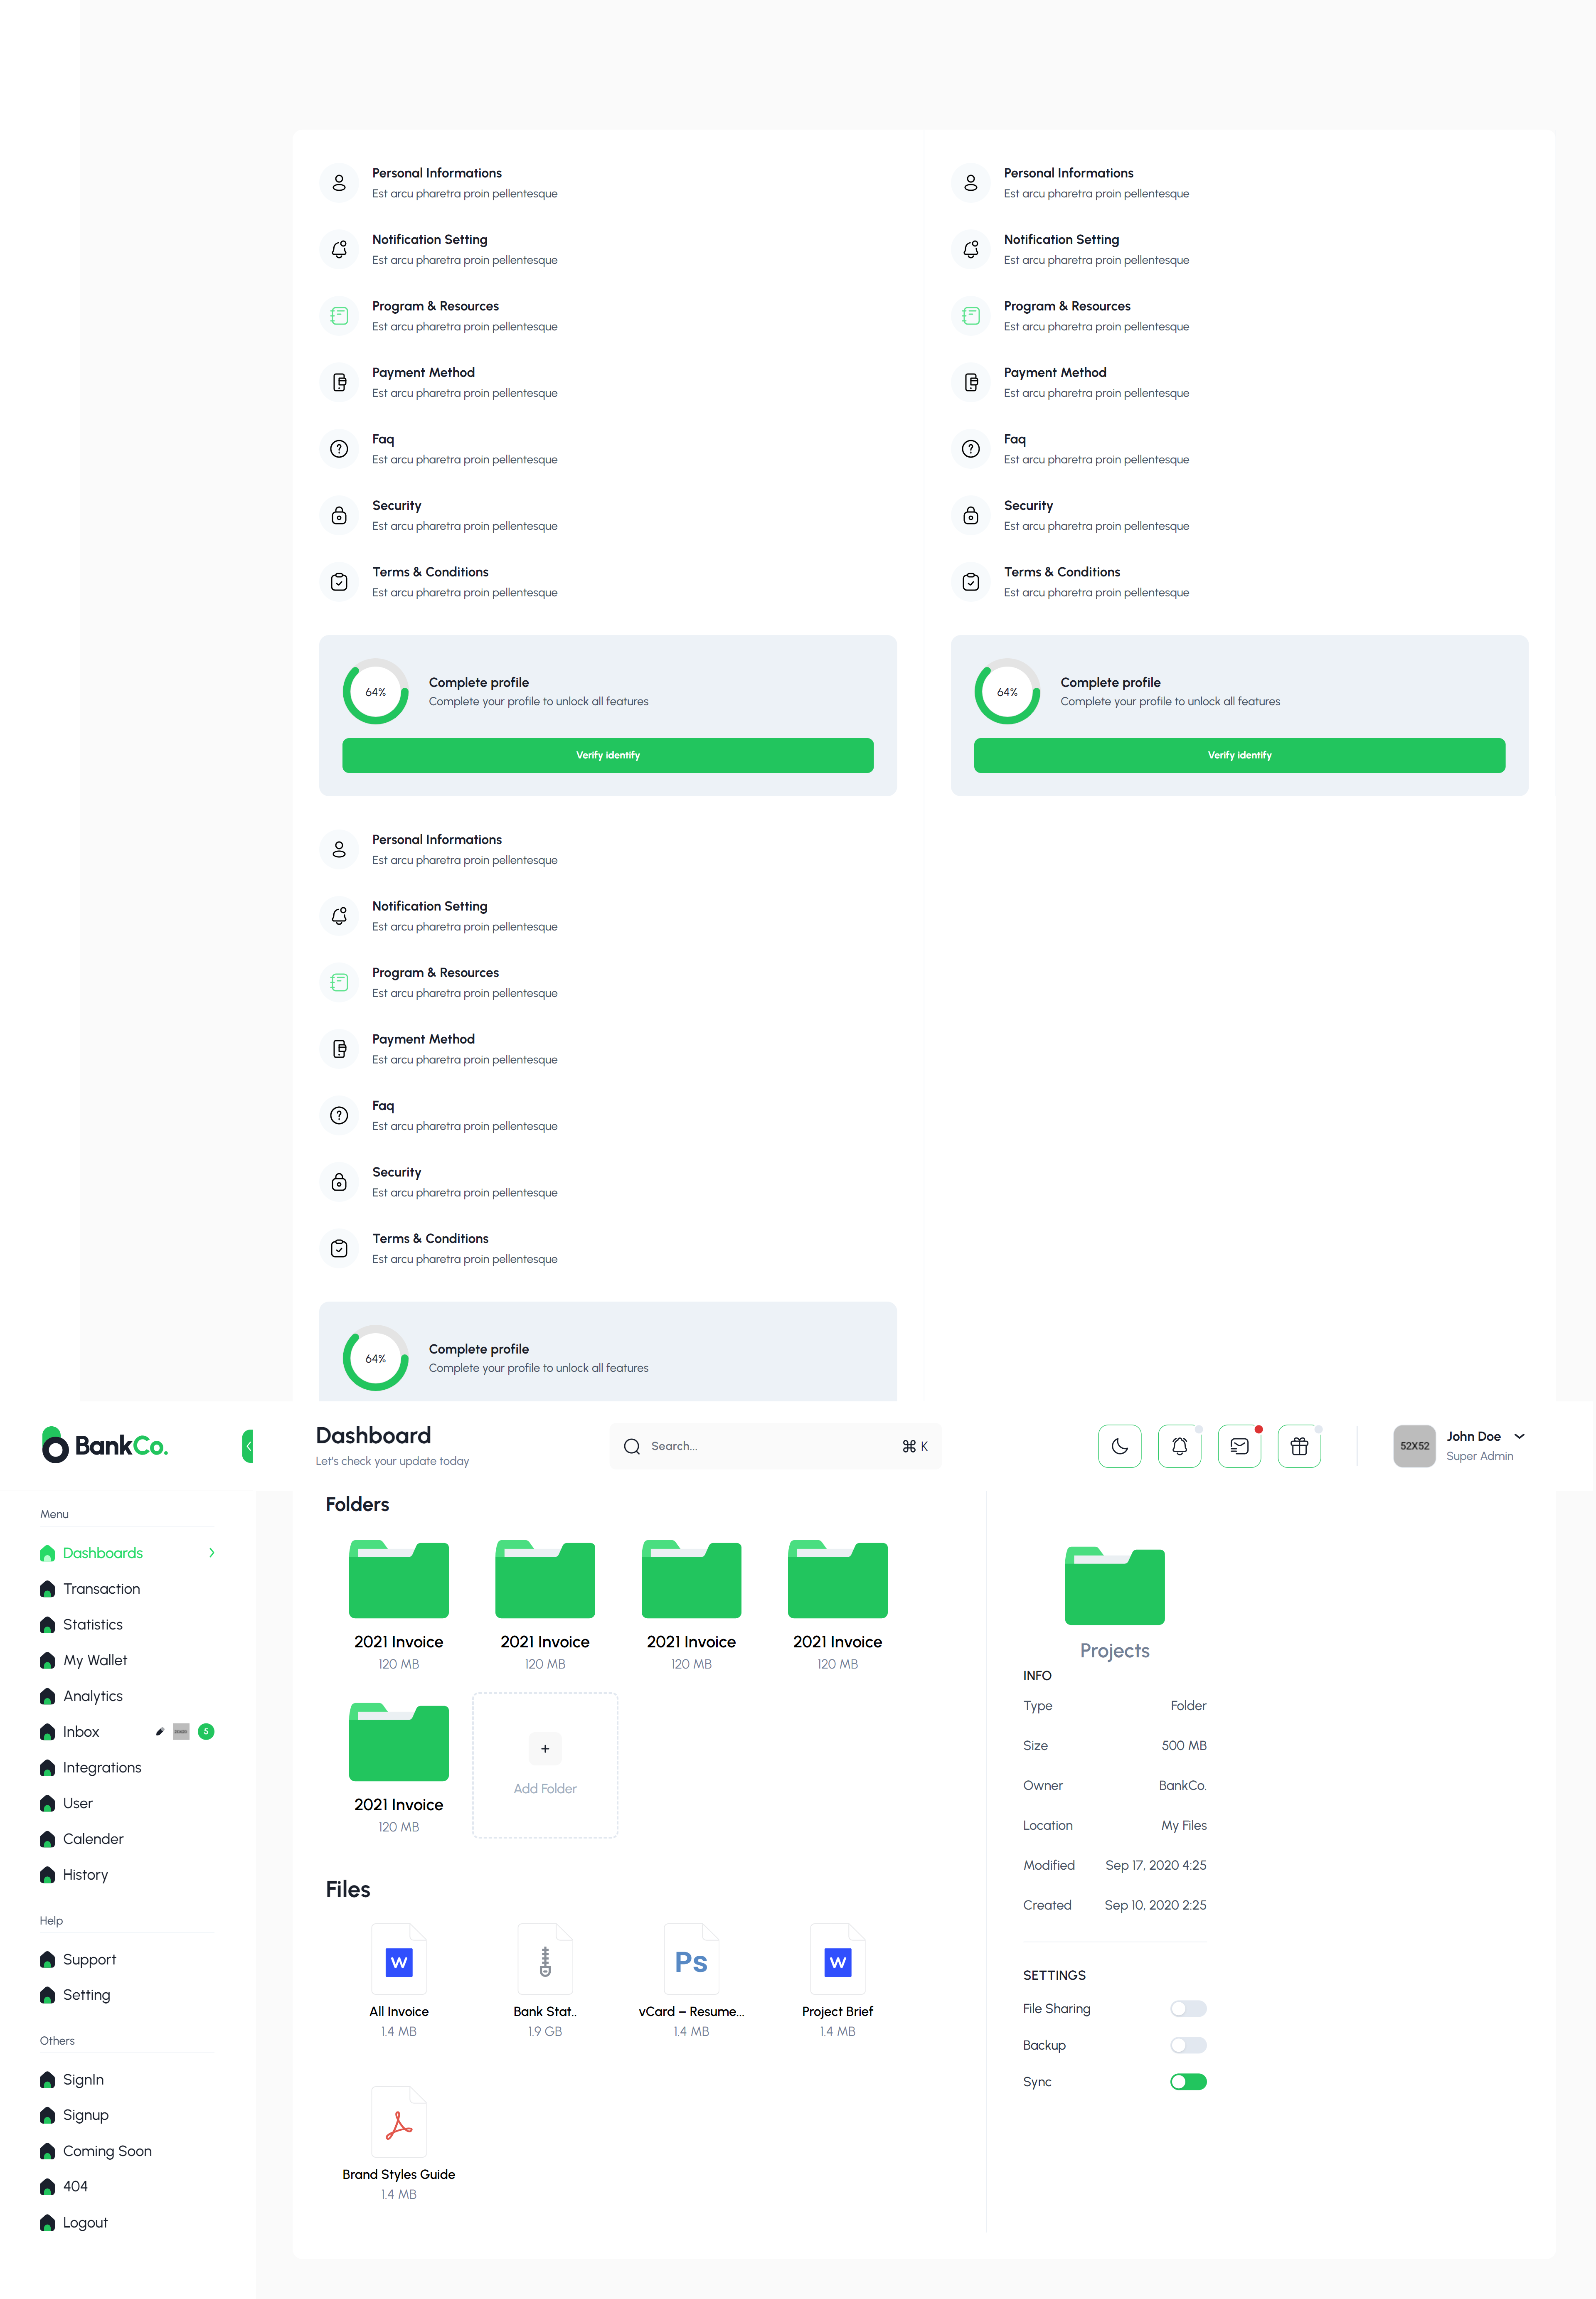 Personal Informations
Est arcu pharetra proin pellentesque
Notification Setting
Est arcu pharetra proin pellentesque
Program & Resources
Est arcu pharetra proin pellentesque
Payment Method
Est arcu pharetra proin pellentesque
Faq
Est arcu pharetra proin pellentesque
Security
Est arcu pharetra proin pellentesque
Terms & Conditions
Est arcu pharetra proin pellentesque
64%
Complete profile
Complete your profile to unlock all features
Verify identify
Personal Informations
Est arcu pharetra proin pellentesque
Notification Setting
Est arcu pharetra proin pellentesque
Program & Resources
Est arcu pharetra proin pellentesque
Payment Method
Est arcu pharetra proin pellentesque
Faq
Est arcu pharetra proin pellentesque
Security
Est arcu pharetra proin pellentesque
Terms & Conditions
Est arcu pharetra proin pellentesque
64%
Complete profile
Complete your profile to unlock all features
Verify identify
Personal Informations
Est arcu pharetra proin pellentesque
Notification Setting
Est arcu pharetra proin pellentesque
Program & Resources
Est arcu pharetra proin pellentesque
Payment Method
Est arcu pharetra proin pellentesque
Faq
Est arcu pharetra proin pellentesque
Security
Est arcu pharetra proin pellentesque
Terms & Conditions
Est arcu pharetra proin pellentesque
64%
Complete profile
Complete your profile to unlock all features
BankCo.
Dashboard
Let's check your update today
Search...
⌘ K
52X52
John Doe
Super Admin
Menu
Dashboards
Transaction
Statistics
My Wallet
Analytics
Inbox
5
Integrations
User
Calender
History
Help
Support
Setting
Others
SignIn
Signup
Coming Soon
404
Logout
Folders
2021 Invoice
120 MB
2021 Invoice
120 MB
2021 Invoice
120 MB
2021 Invoice
120 MB
2021 Invoice
120 MB
+
Add Folder
Files
W
All Invoice
1.4 MB
Bank Stat..
1.9 GB
Ps
vCard – Resume...
1.4 MB
W
Project Brief
1.4 MB
Brand Styles Guide
1.4 MB
Projects
INFO
Type Folder
Size 500 MB
Owner BankCo.
Location My Files
Modified Sep 17, 2020 4:25
Created Sep 10, 2020 2:25
SETTINGS
File Sharing
Backup
Sync